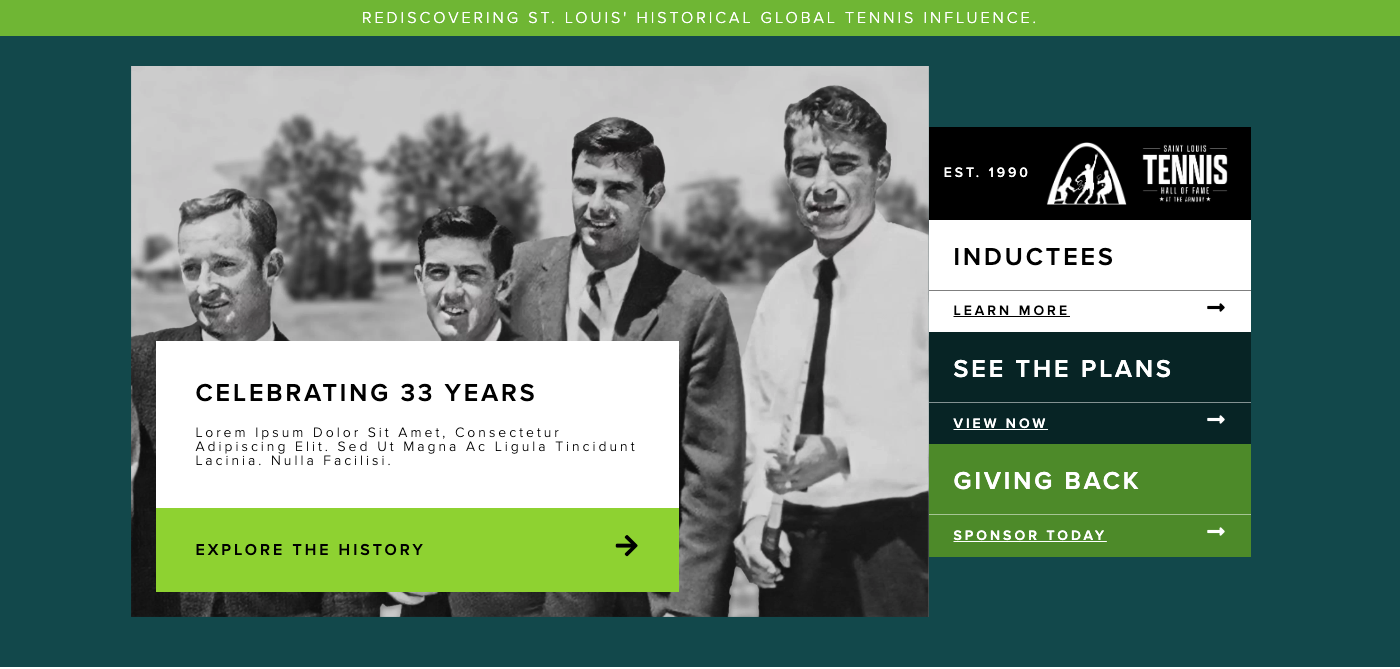 REDISCOVERING ST. LOUIS' HISTORICAL GLOBAL TENNIS INFLUENCE.
EST. 1990
SAINT LOUIS
TENNIS
HALL OF FAME
★ AT THE ARMORY ★
INDUCTEES
LEARN MORE
SEE THE PLANS
VIEW NOW
GIVING BACK
SPONSOR TODAY
CELEBRATING 33 YEARS
Lorem Ipsum Dolor Sit Amet, Consectetur
Adipiscing Elit. Sed Ut Magna Ac Ligula Tincidunt
Lacinia. Nulla Facilisi.
EXPLORE THE HISTORY